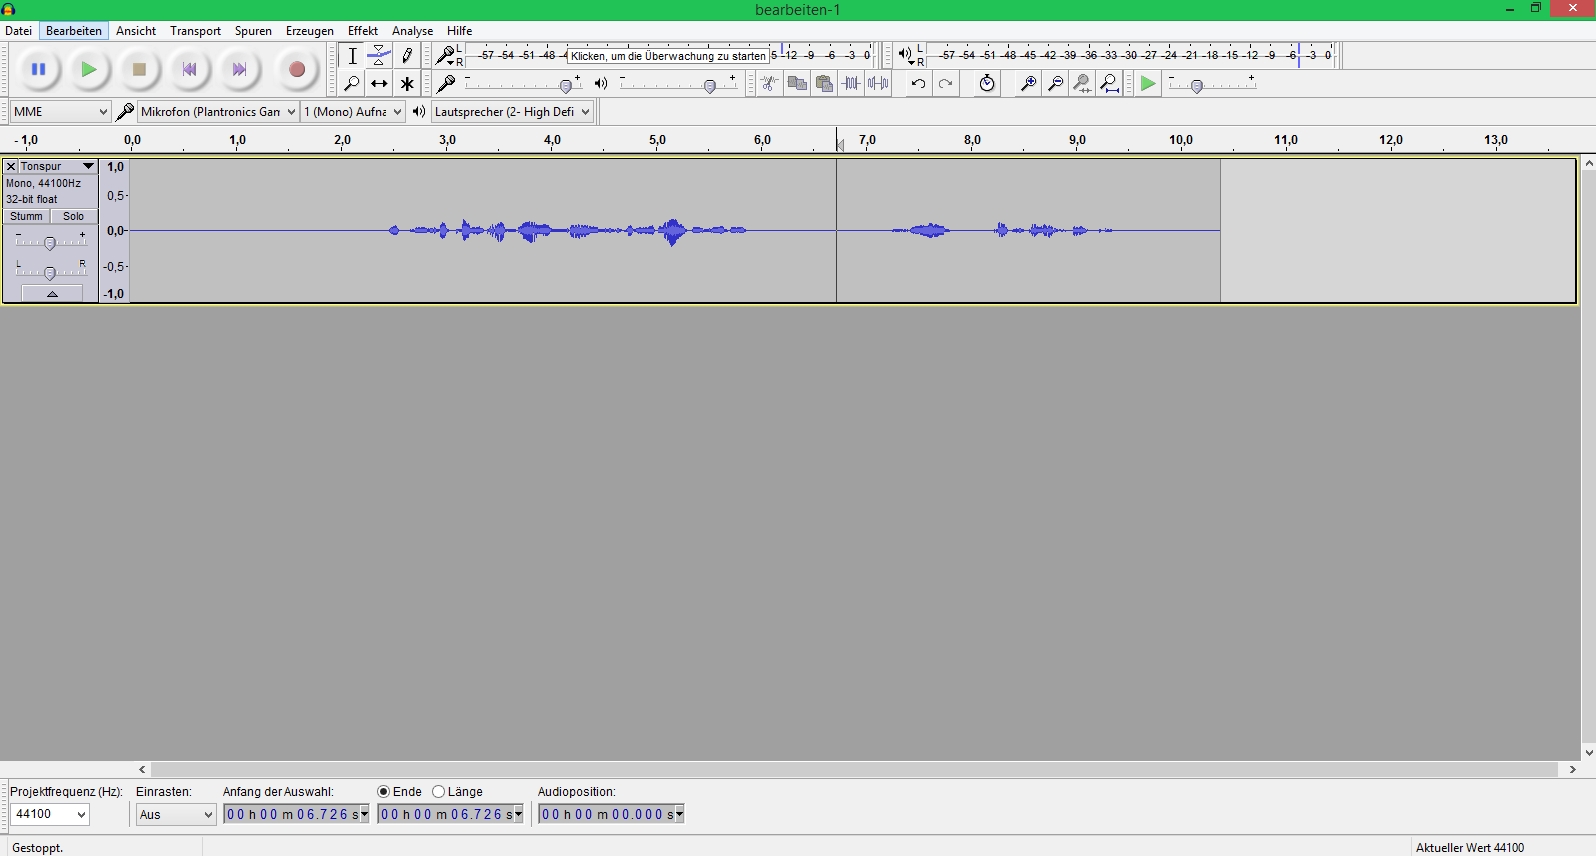 bearbeiten-1
Datei Bearbeiten Ansicht Transport Spuren Erzeugen Effekt Analyse Hilfe
L
R
-57 -54 -51 -48 Klicken, um die Überwachung zu starten -12 -9 -6 -3 0
L
R
-57 -54 -51 -48 -45 -42 -39 -36 -33 -30 -27 -24 -21 -18 -15 -12 -9 -6 -3 0
MME Mikrofon (Plantronics Gan 1 (Mono) Aufna Lautsprecher (2- High Defi
-1,0 0,0 1,0 2,0 3,0 4,0 5,0 6,0 7,0 8,0 9,0 10,0 11,0 12,0 13,0
Tonspur
Mono, 44100Hz
32-bit float
Stumm Solo
- +
L R
1,0
0,5-
0,0-
-0,5-
-1,0
Projektfrequenz (Hz): Einrasten: Anfang der Auswahl: Ende Länge Audioposition:
44100 Aus 00 h 00 m 06.726 s 00 h 00 m 06.726 s 00 h 00 m 00.000 s
Gestoppt. Aktueller Wert 44100